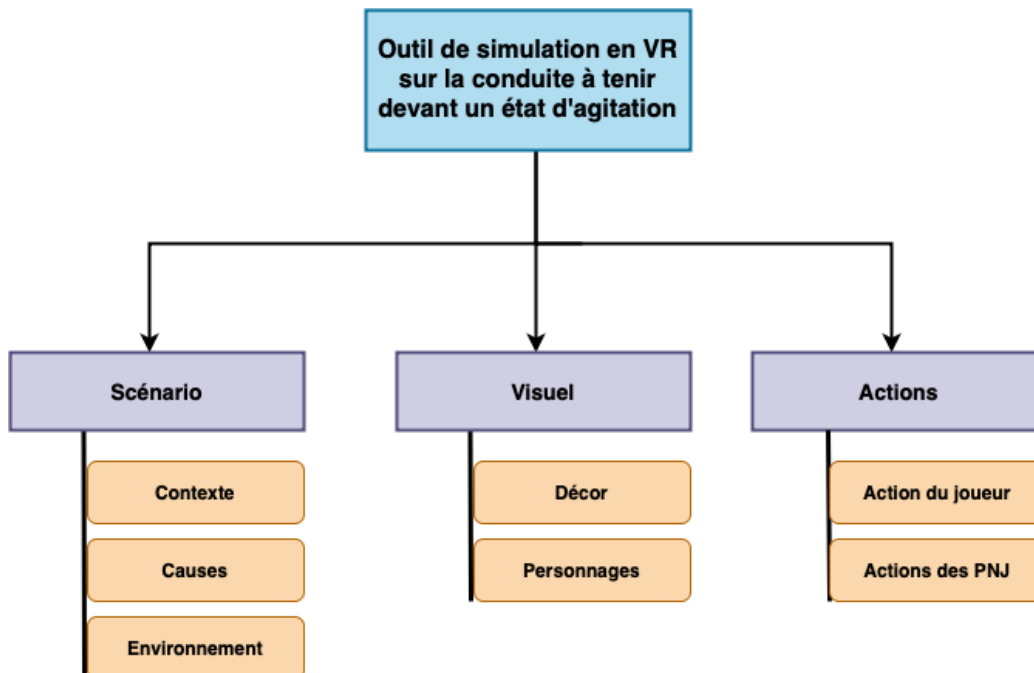 Outil de simulation en VR
sur la conduite à tenir
devant un état d'agitation
Scénario
Visuel
Actions
Contexte
Décor
Action du joueur
Causes
Personnages
Actions des PNJ
Environnement